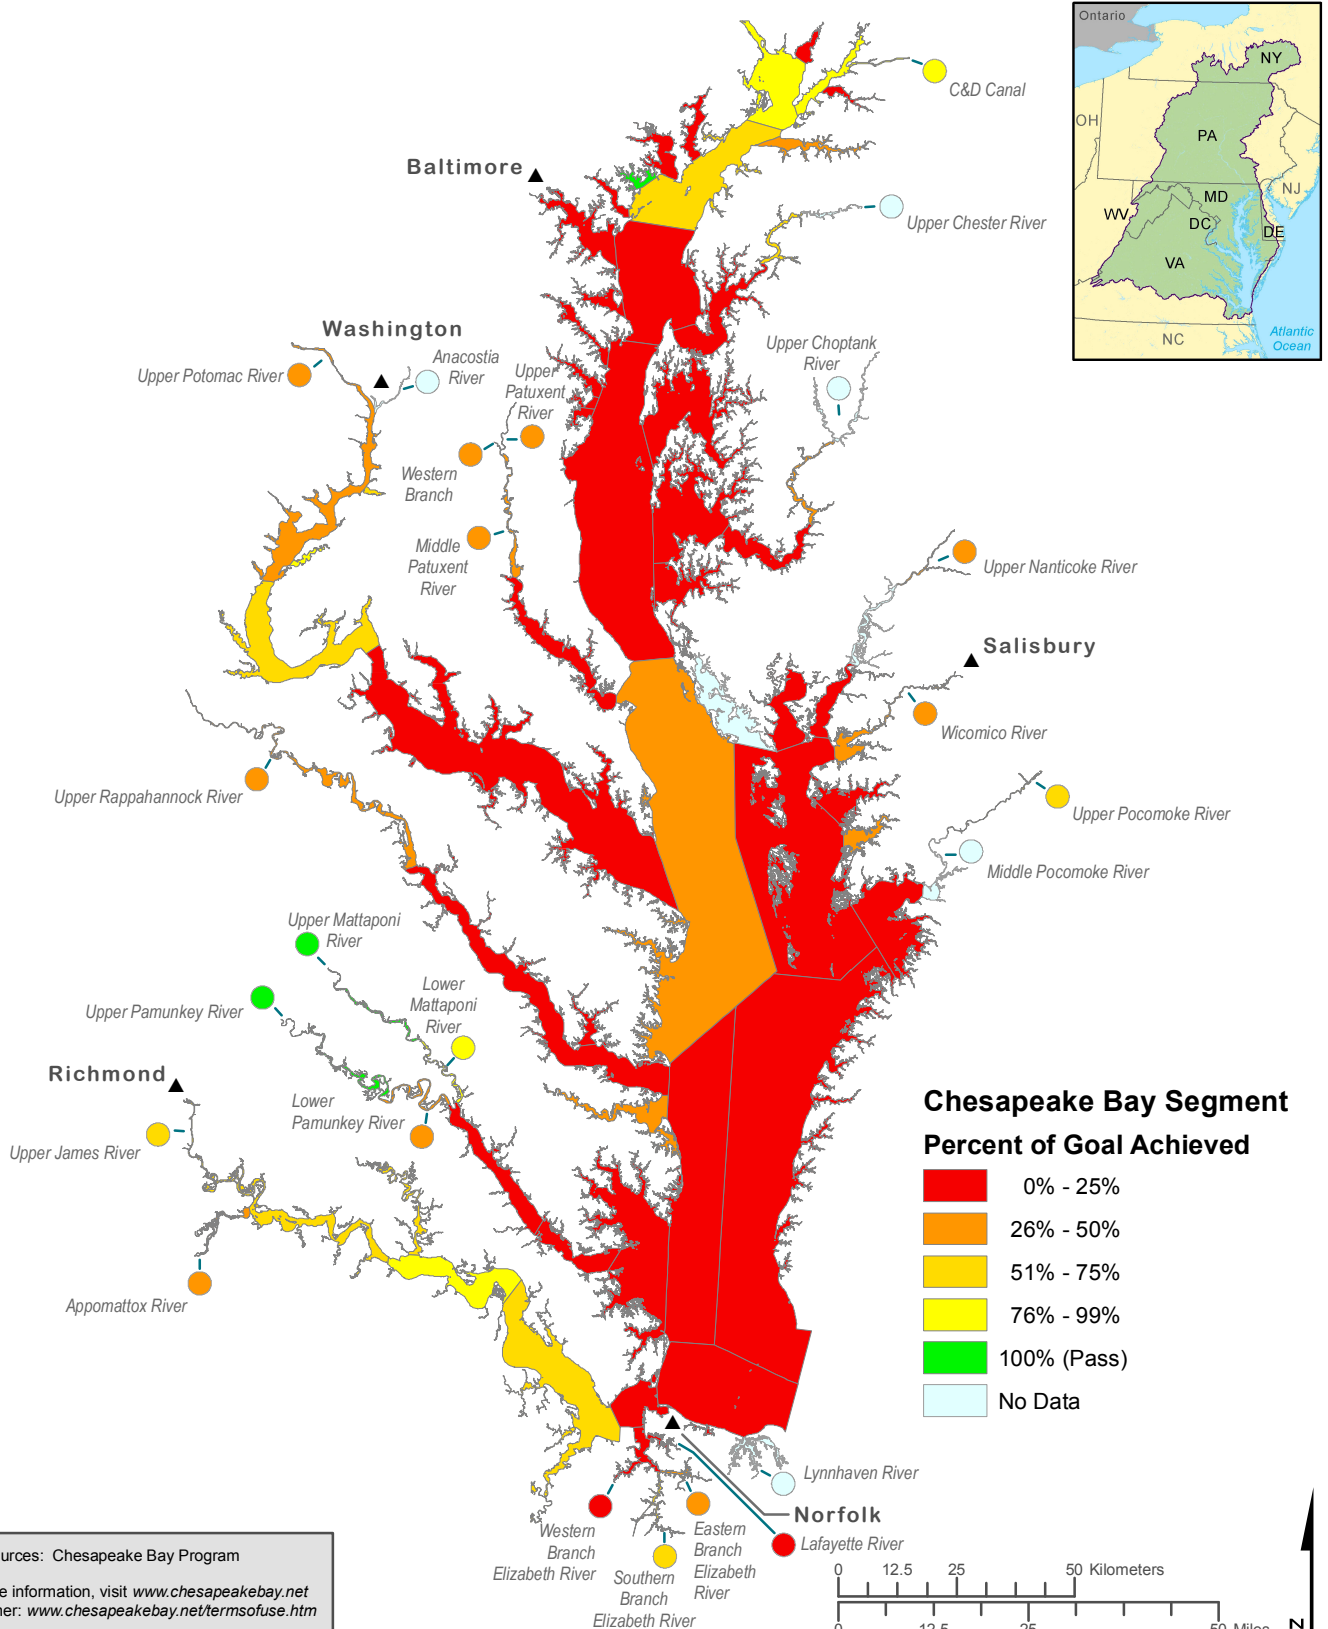 Ontario
NY
OH
PA
NJ
WV
MD
DC
DE
VA
NC
Atlantic
Ocean
C&D Canal
Baltimore
Upper Chester River
Washington
Upper Potomac River
Anacostia
River
Upper
Patuxent
River
Upper Choptank
River
Western
Branch
Middle
Patuxent
River
Upper Nanticoke River
Salisbury
Wicomico River
Upper Rappahannock River
Upper Pocomoke River
Middle Pocomoke River
Upper Mattaponi
River
Upper Pamunkey River
Lower
Mattaponi
River
Richmond
Lower
Pamunkey River
Upper James River
Appomattox River
Chesapeake Bay Segment
Percent of Goal Achieved
0% - 25%
26% - 50%
51% - 75%
76% - 99%
100% (Pass)
No Data
Lynnhaven River
Norfolk
Lafayette River
Western
Branch
Elizabeth River
Eastern
Branch
Elizabeth
River
Southern
Branch
Elizabeth River
urces: Chesapeake Bay Program
e information, visit www.chesapeakebay.net
ner: www.chesapeakebay.net/termsofuse.htm
0 12.5 25 50 Kilometers
0 12.5 25 50 Miles
N